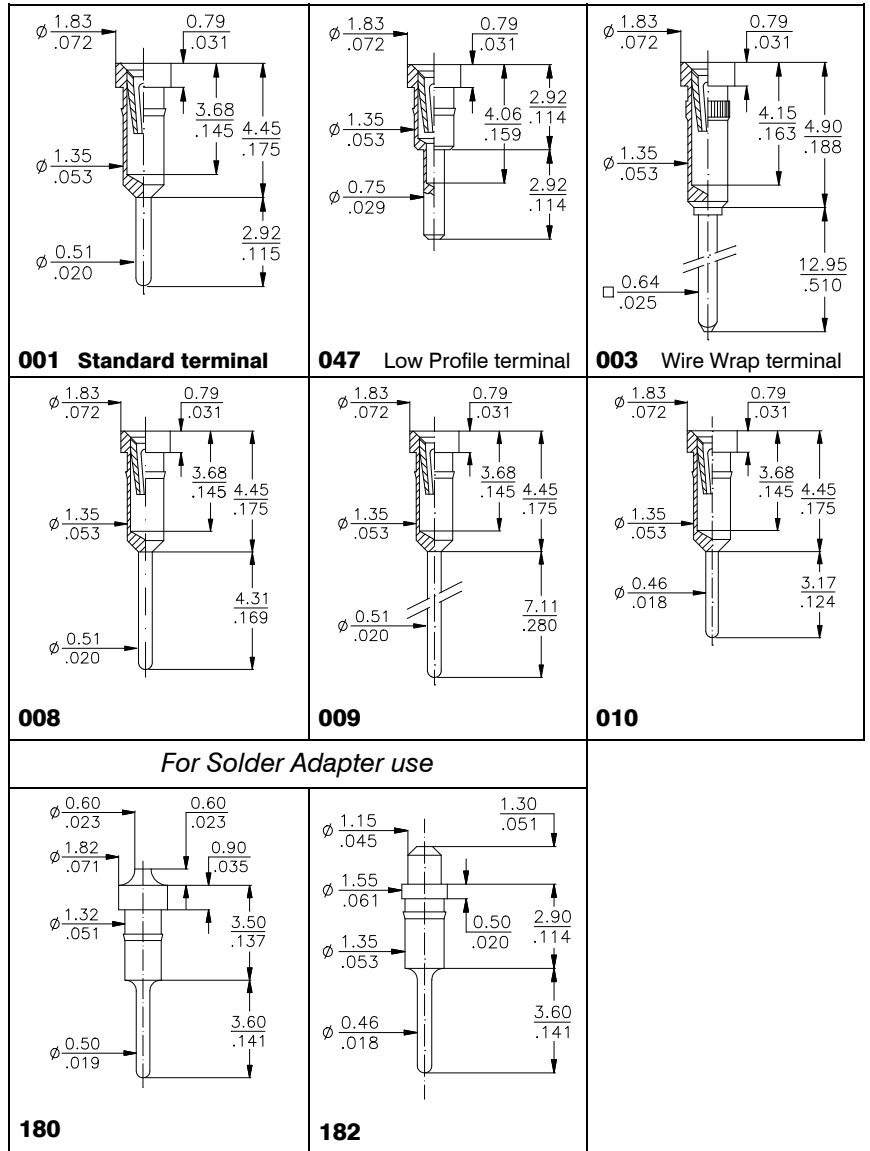 ø 1.83 .072
0.79 .031
3.68 .145
4.45 .175
ø 1.35 .053
2.92 .115
ø 0.51 .020
001 Standard terminal
ø 1.83 .072
0.79 .031
2.92 .114
4.06 .159
ø 1.35 .053
ø 0.75 .029
2.92 .114
047 Low Profile terminal
ø 1.83 .072
0.79 .031
4.15 .163
4.90 .188
ø 1.35 .053
12.95 .510
□ 0.64 .025
003 Wire Wrap terminal
ø 1.83 .072
0.79 .031
3.68 .145
4.45 .175
ø 1.35 .053
4.31 .169
ø 0.51 .020
008
ø 1.83 .072
0.79 .031
3.68 .145
4.45 .175
ø 1.35 .053
7.11 .280
ø 0.51 .020
009
ø 1.83 .072
0.79 .031
3.68 .145
4.45 .175
ø 1.35 .053
ø 0.46 .018
3.17 .124
010
For Solder Adapter use
ø 0.60 .023
0.60 .023
ø 1.82 .071
0.90 .035
ø 1.32 .051
3.50 .137
3.60 .141
ø 0.50 .019
180
1.30 .051
ø 1.15 .045
ø 1.55 .061
0.50 .020
2.90 .114
ø 1.35 .053
ø 0.46 .018
3.60 .141
182